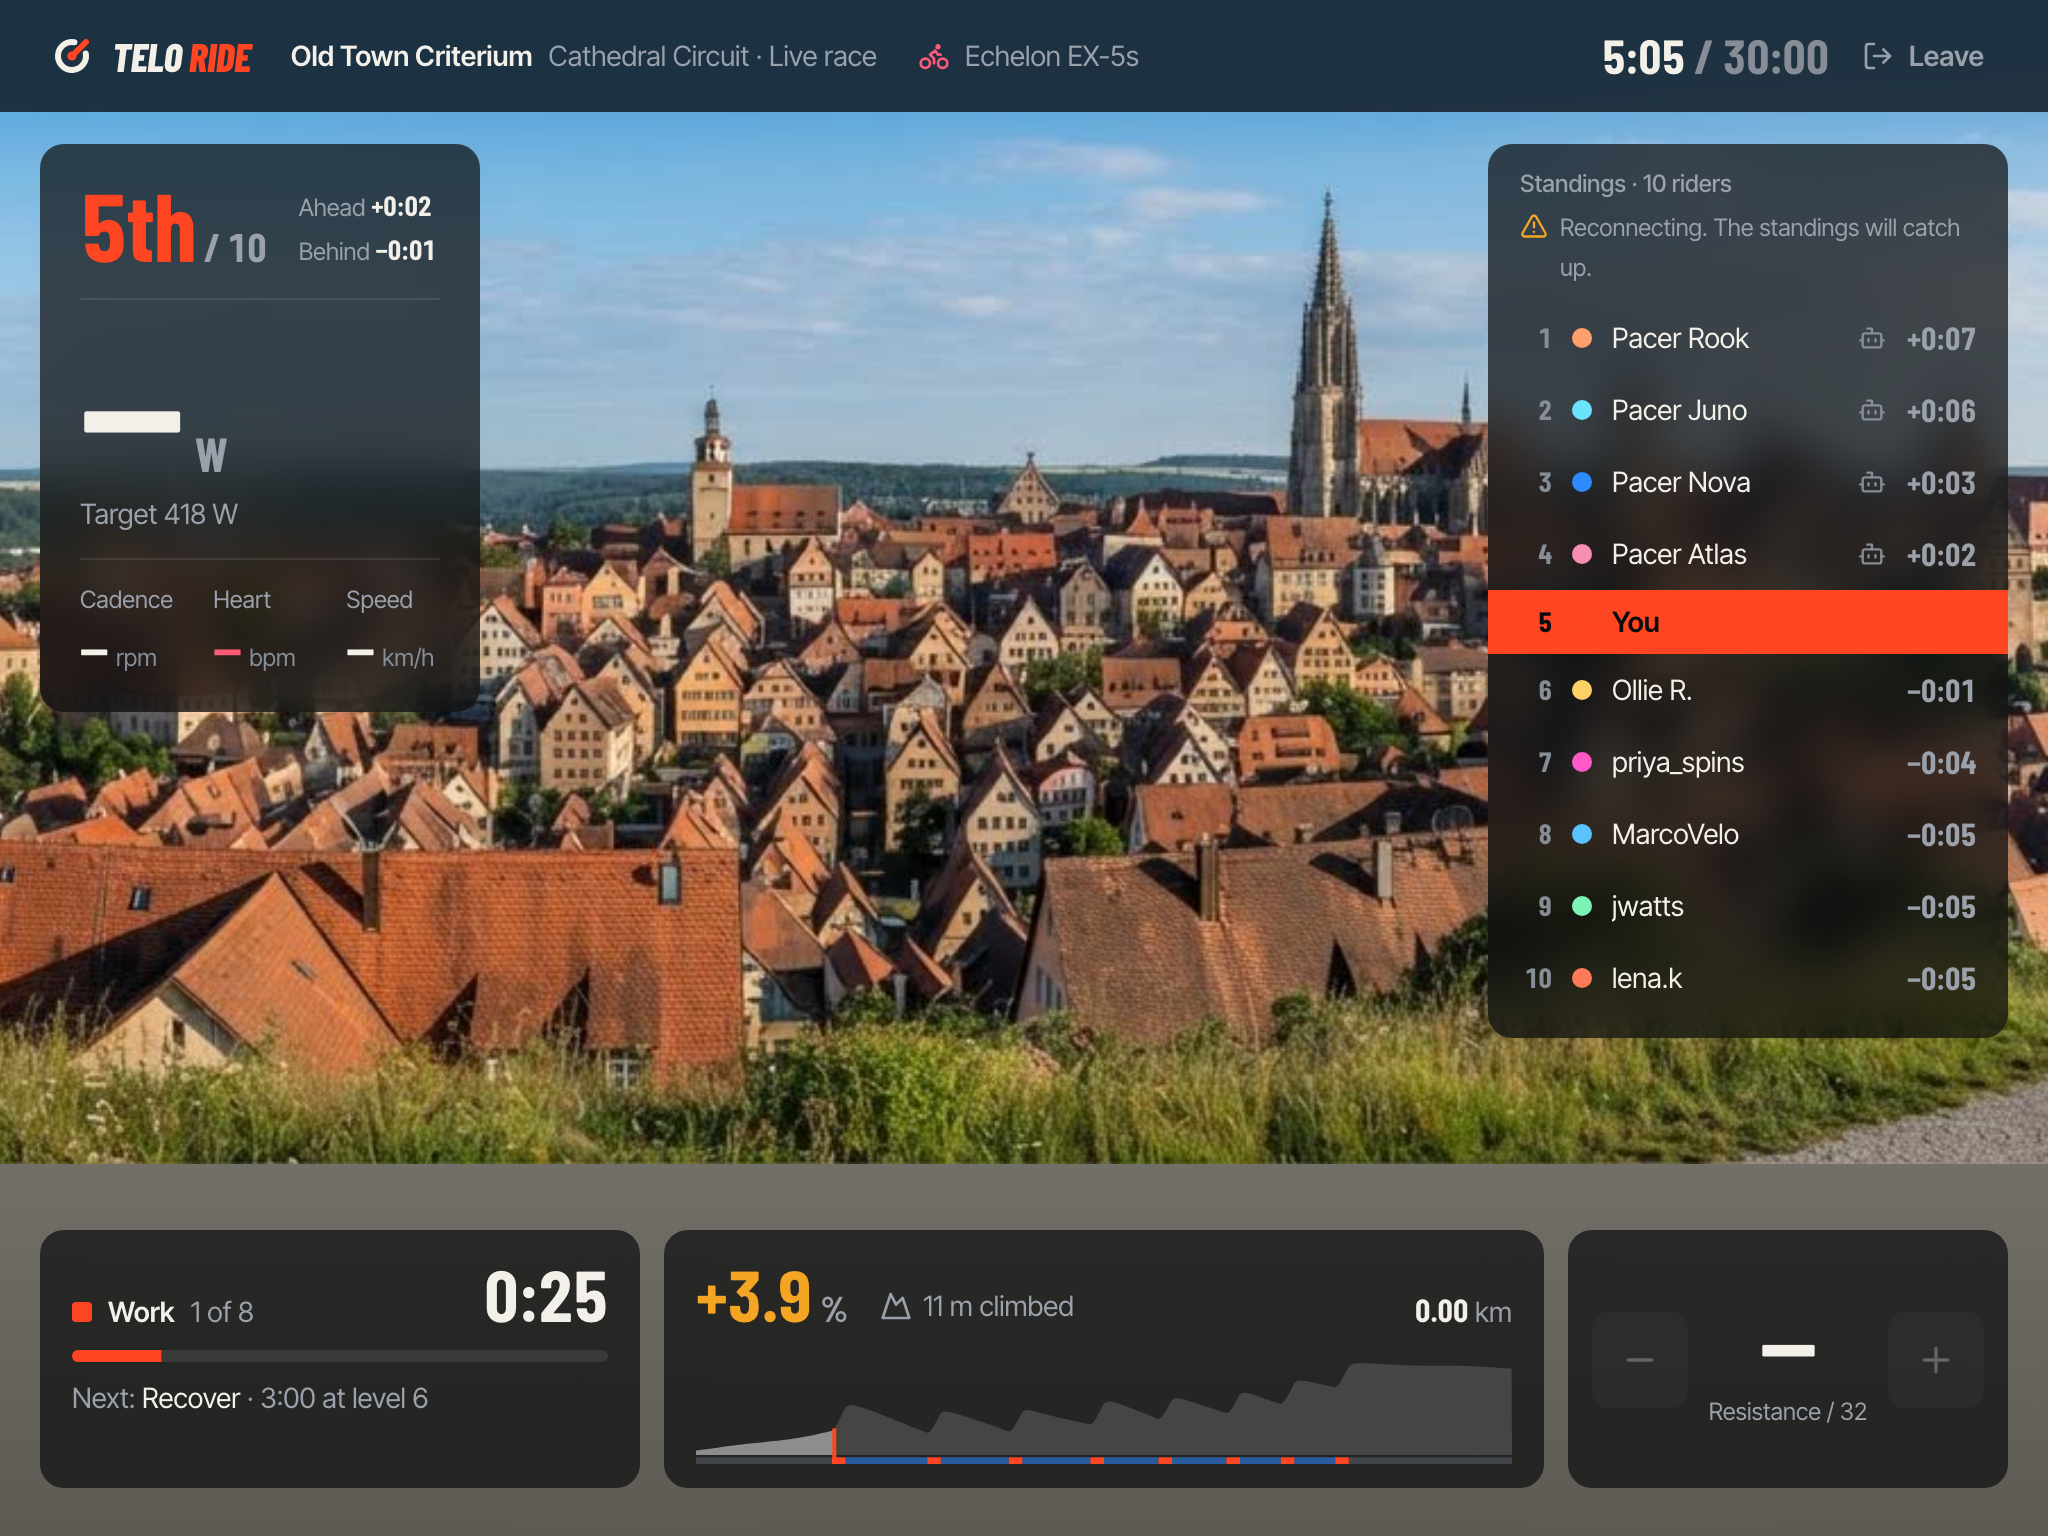 TELO RIDE Old Town Criterium Cathedral Circuit · Live race Echelon EX-5s 5:05 / 30:00 Leave
5th / 10
Ahead +0:02
Behind −0:01
— W
Target 418 W
Cadence Heart Speed
— rpm — bpm — km/h
Standings · 10 riders
Reconnecting. The standings will catch
up.
1 Pacer Rook +0:07
2 Pacer Juno +0:06
3 Pacer Nova +0:03
4 Pacer Atlas +0:02
5 You
6 Ollie R. −0:01
7 priya_spins −0:04
8 MarcoVelo −0:05
9 jwatts −0:05
10 lena.k −0:05
Work 1 of 8 0:25
Next: Recover · 3:00 at level 6
+3.9 % 11 m climbed 0.00 km
− — +
Resistance / 32